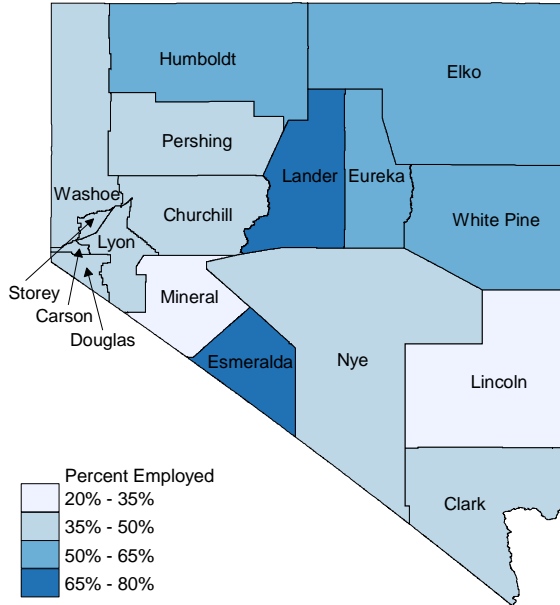 Humboldt
Elko
Pershing
Lander
Eureka
Washoe
Churchill
White Pine
Lyon
Storey
Carson
Douglas
Mineral
Esmeralda
Nye
Lincoln
Clark
Percent Employed
20% - 35%
35% - 50%
50% - 65%
65% - 80%